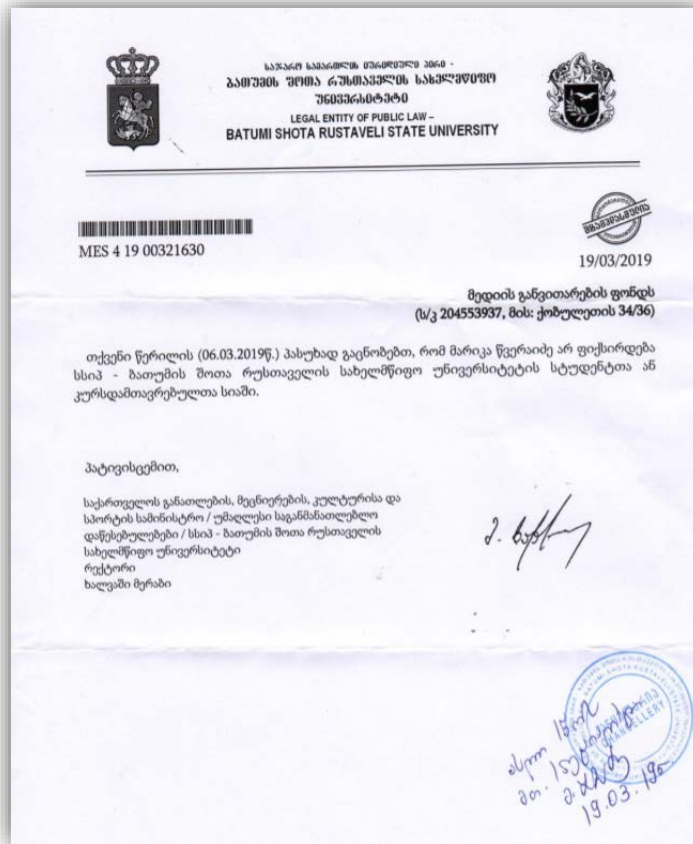 საჯარო სამართლის იურიდიული პირი -
ბათუმის შოთა რუსთაველის სახელმწიფო
უნივერსიტეტი
LEGAL ENTITY OF PUBLIC LAW –
BATUMI SHOTA RUSTAVELI STATE UNIVERSITY
MES 4 19 00321630
19/03/2019
მედიის განვითარების ფონდს
(ს/კ 204553937, მის: ქობულეთის 34/36)
თქვენი წერილის (06.03.2019წ.) პასუხად გაცნობებთ, რომ მარიკა წვერაიძე არ ფიქსირდება
სსიპ - ბათუმის შოთა რუსთაველის სახელმწიფო უნივერსიტეტის სტუდენტთა ან
კურსდამთავრებულთა სიაში.
პატივისცემით,
საქართველოს განათლების, მეცნიერების, კულტურისა და
სპორტის სამინისტრო / უმაღლესი საგანმანათლებლო
დაწესებულებები / სსიპ - ბათუმის შოთა რუსთაველის
სახელმწიფო უნივერსიტეტი
რექტორი
ხალვაში მერაბი
CHANCELLERY
19.03.19